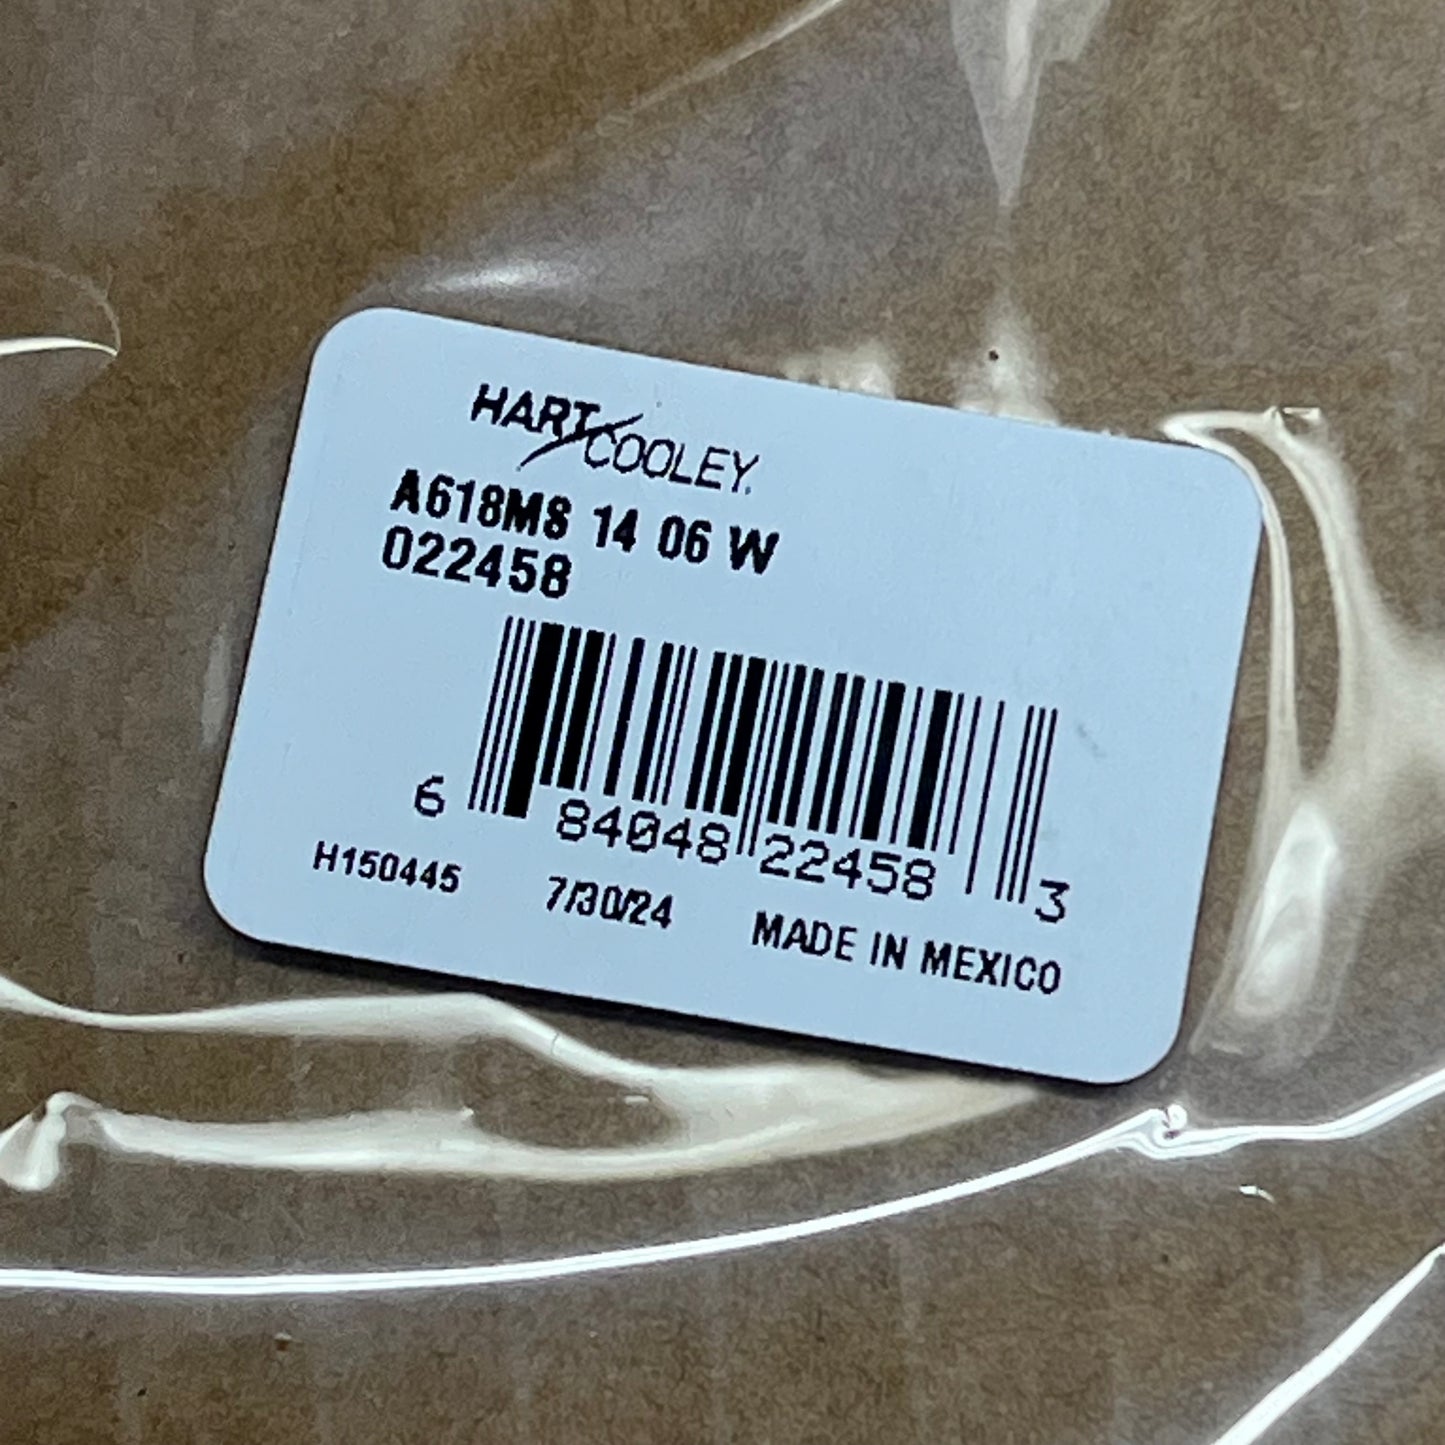 HART COOLEY
A618MS 14 06 W
022458
6 84048 22458 3
H150445 7/30/24 MADE IN MEXICO